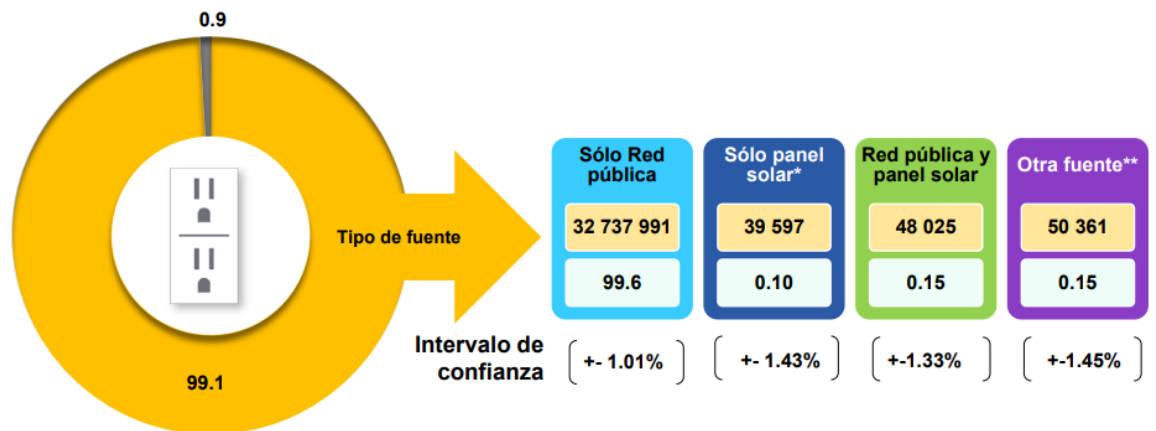 0.9
99.1
Tipo de fuente
Sólo Red
pública
32 737 991
99.6
Sólo panel
solar*
39 597
0.10
Red pública y
panel solar
48 025
0.15
Otra fuente**
50 361
0.15
Intervalo de
confianza
+- 1.01%
+- 1.43%
+-1.33%
+-1.45%